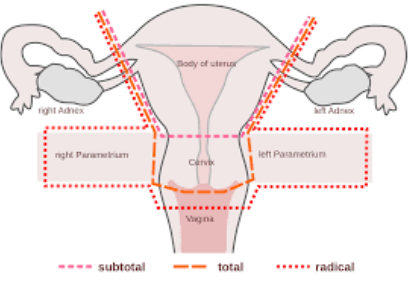 Body of uterus
right Adnex
left Adnex
right Parametrium
left Parametrium
Cervix
Vagina
subtotal total radical